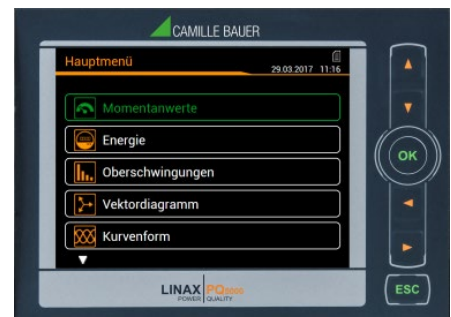 CAMILLE BAUER
Hauptmenü
29.03.2017 11:16
Momentanwerte
Energie
Oberschwingungen
Vektordiagramm
Kurvenform
OK
LINAX PQ3000
POWER QUALITY
ESC